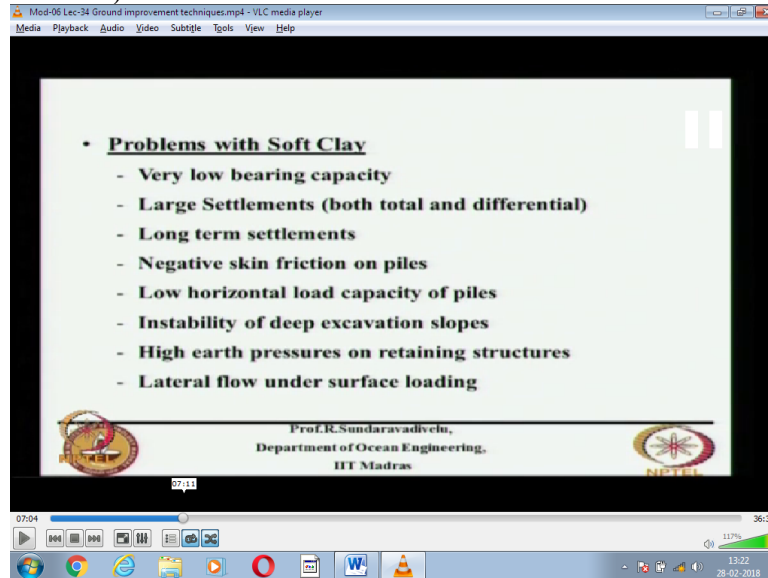 Mod-06 Lec-34 Ground improvement techniques.mp4 - VLC media player
Media Playback Audio Video Subtitle Tools View Help
• Problems with Soft Clay
- Very low bearing capacity
- Large Settlements (both total and differential)
- Long term settlements
- Negative skin friction on piles
- Low horizontal load capacity of piles
- Instability of deep excavation slopes
- High earth pressures on retaining structures
- Lateral flow under surface loading
Prof.R.Sundaravadivelu,
Department of Ocean Engineering,
IIT Madras
NPTEL
07:11
07:04
117%
13:22
28-02-2018